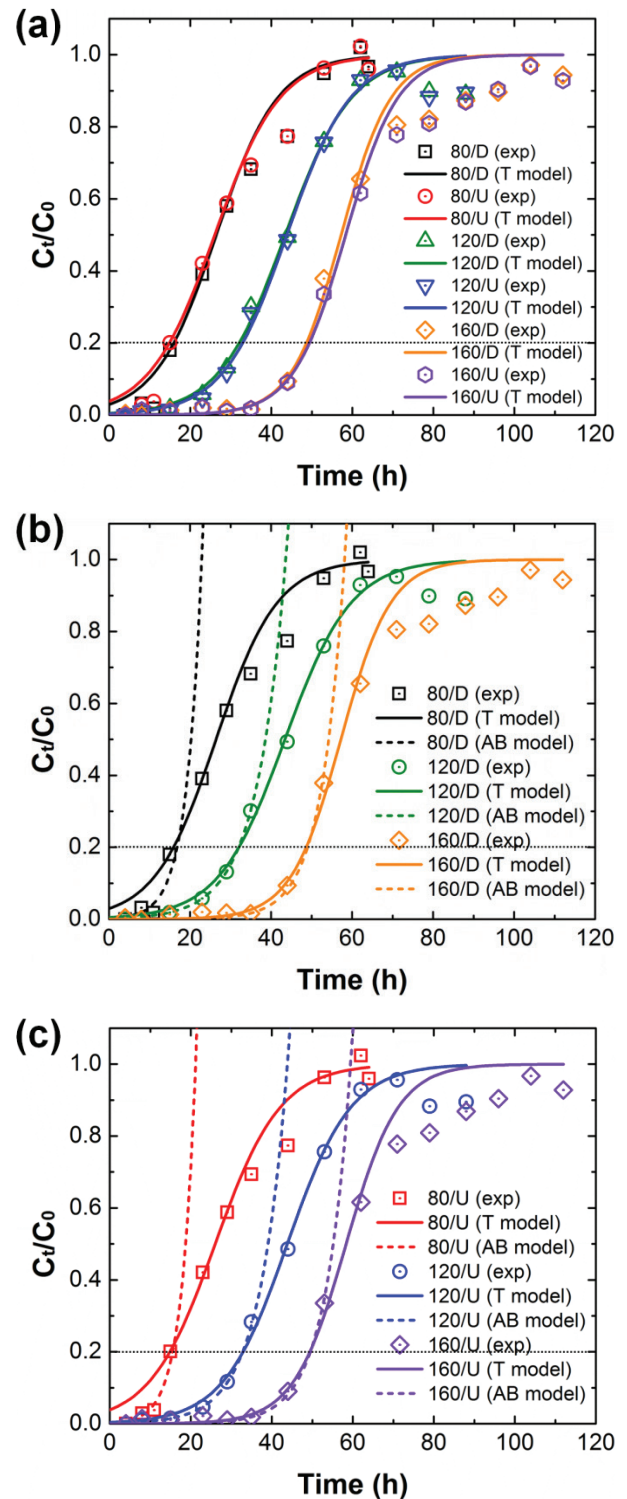 (a)
1.0
0.8
0.6
0.4
0.2
0.0
Ct/C0
80/D (exp)
80/D (T model)
80/U (exp)
80/U (T model)
120/D (exp)
120/D (T model)
120/U (exp)
120/U (T model)
160/D (exp)
160/D (T model)
160/U (exp)
160/U (T model)
0 20 40 60 80 100 120
Time (h)
(b)
1.0
0.8
0.6
0.4
0.2
0.0
Ct/C0
80/D (exp)
80/D (T model)
80/D (AB model)
120/D (exp)
120/D (T model)
120/D (AB model)
160/D (exp)
160/D (T model)
160/D (AB model)
0 20 40 60 80 100 120
Time (h)
(c)
1.0
0.8
0.6
0.4
0.2
0.0
Ct/C0
80/U (exp)
80/U (T model)
80/U (AB model)
120/U (exp)
120/U (T model)
120/U (AB model)
160/U (exp)
160/U (T model)
160/U (AB model)
0 20 40 60 80 100 120
Time (h)